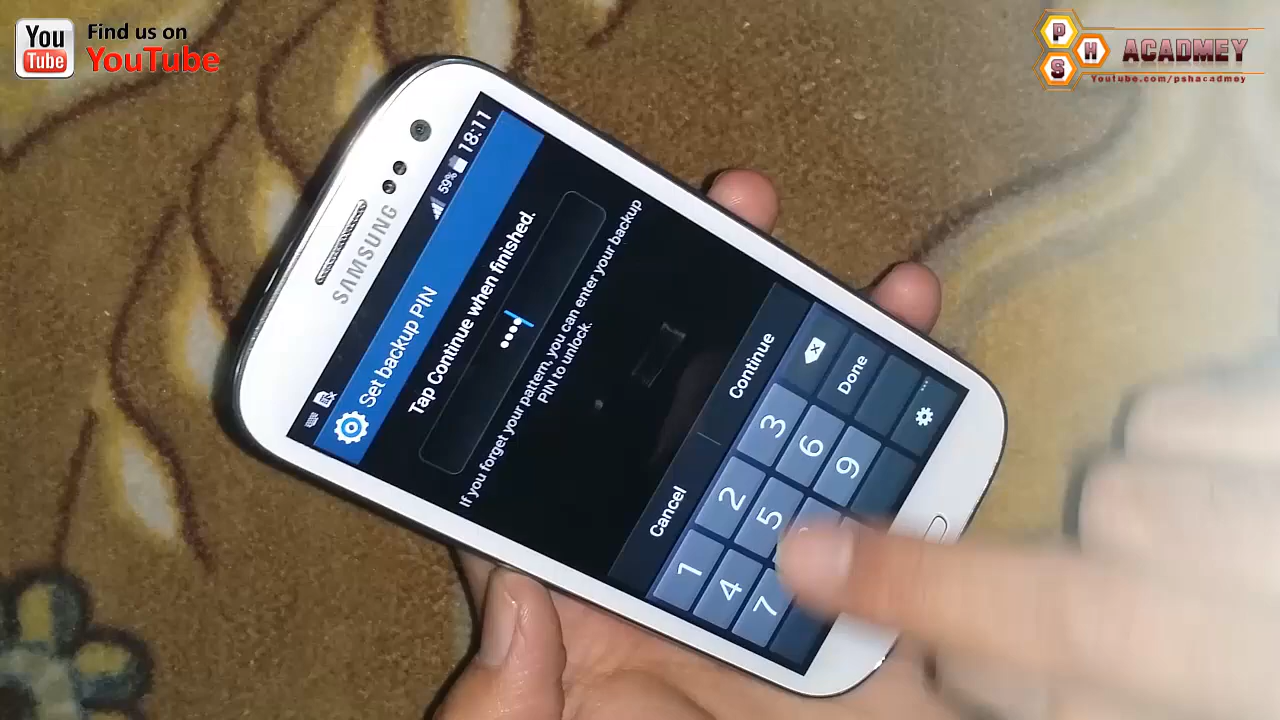 You
Tube
Find us on
YouTube
P
H
S
ACADMEY
Youtube.com/pshacadmey
SAMSUNG
59% 18:11
Set backup PIN
Tap Continue when finished.
If you forget your pattern, you can enter your backup
PIN to unlock.
Cancel
Continue
1 2 3
4 5 6 Done
7 9